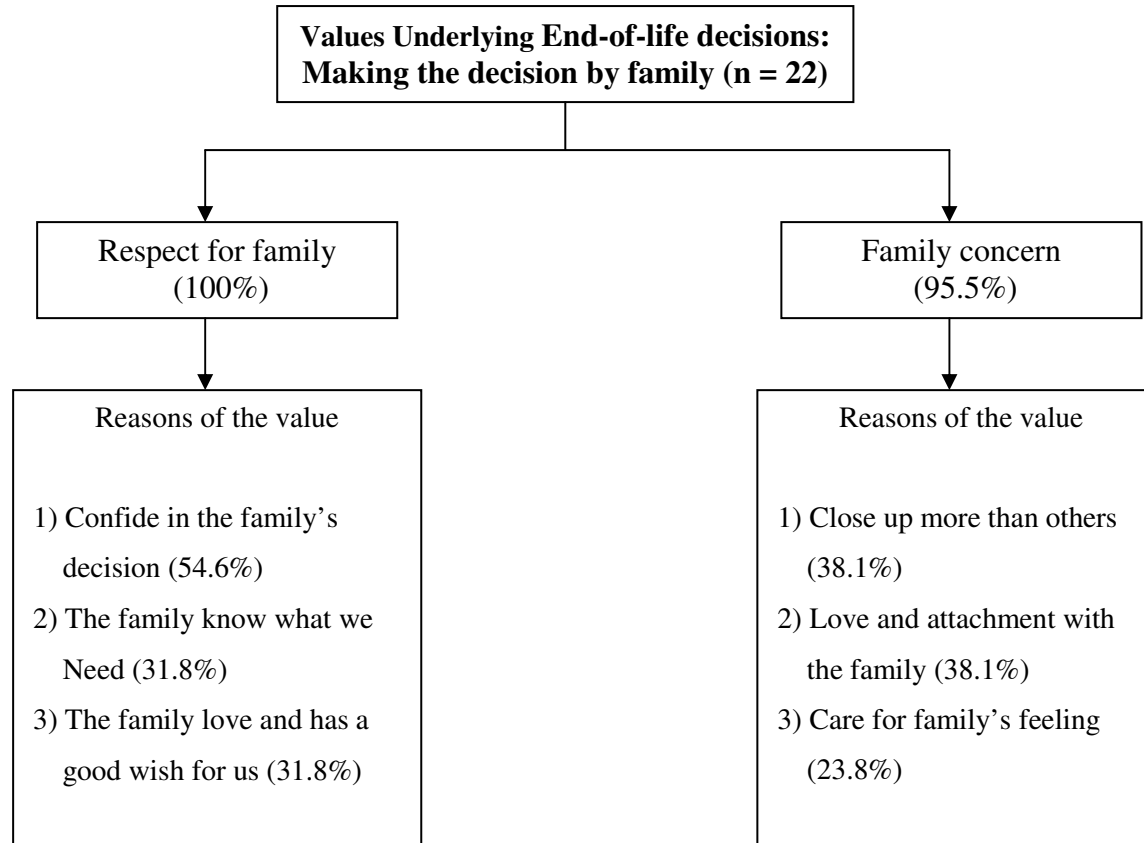 Values Underlying End-of-life decisions:
Making the decision by family (n = 22)
Respect for family
(100%)
Family concern
(95.5%)
Reasons of the value
1) Confide in the family's
decision (54.6%)
2) The family know what we
Need (31.8%)
3) The family love and has a
good wish for us (31.8%)
Reasons of the value
1) Close up more than others
(38.1%)
2) Love and attachment with
the family (38.1%)
3) Care for family's feeling
(23.8%)